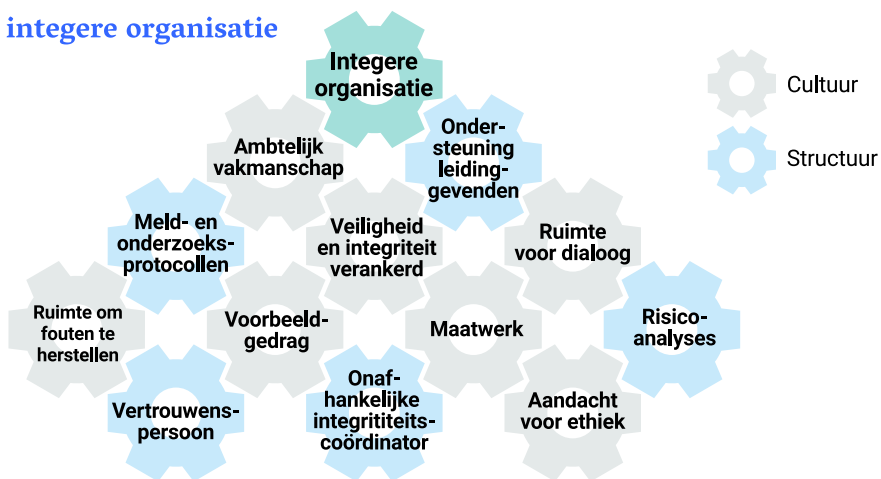 integere organisatie
Integere
organisatie
Cultuur
Structuur
Ambtelijk
vakmanschap
Onder-
steuning
leiding-
gevenden
Meld- en
onderzoeks-
protocollen
Veiligheid
en integriteit
verankerd
Ruimte
voor dialoog
Ruimte om
fouten te
herstellen
Voorbeeld-
gedrag
Maatwerk
Risico-
analyses
Vertrouwens-
persoon
Onaf-
hankelijke
integrititeits-
coördinator
Aandacht
voor ethiek